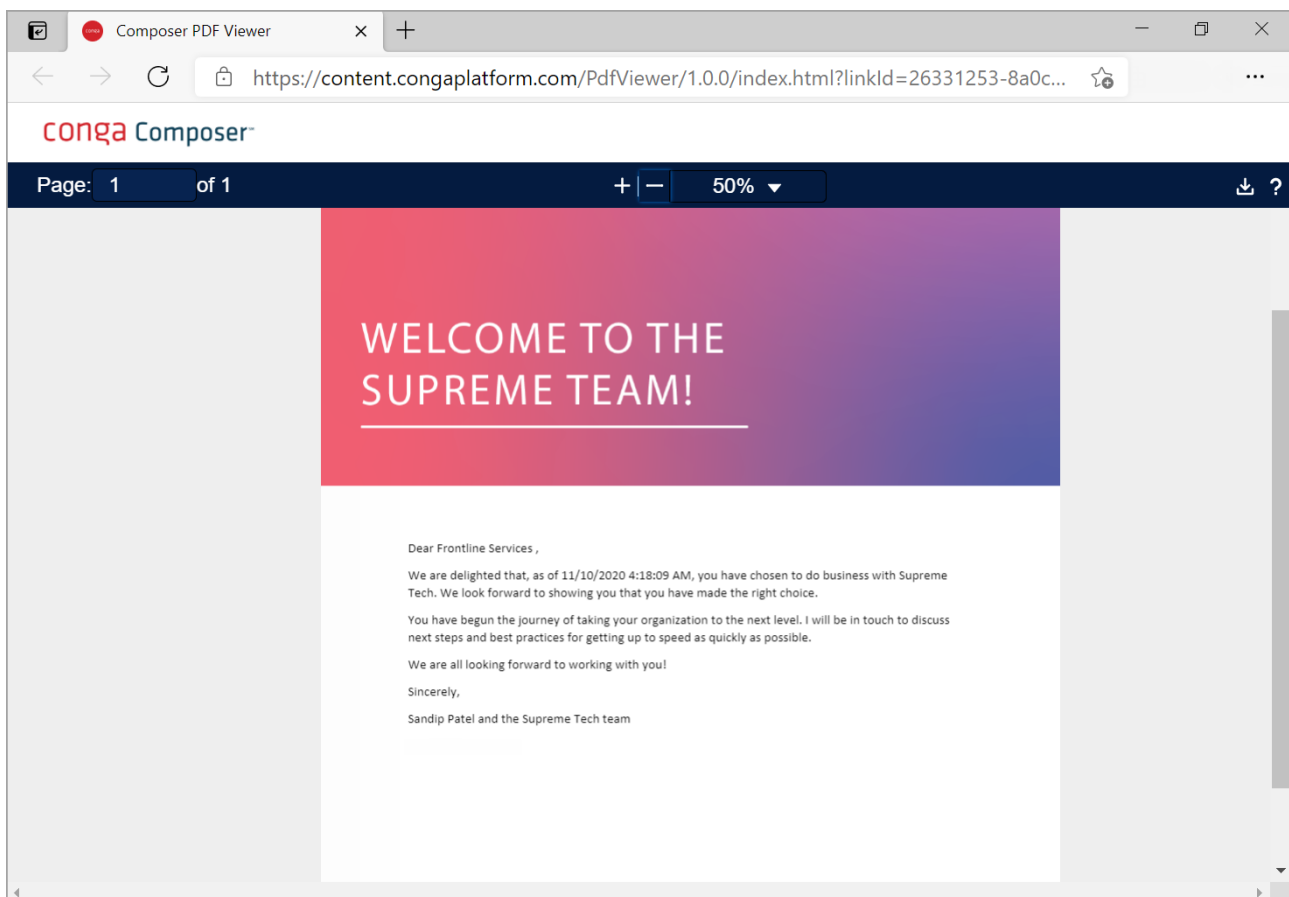 Composer PDF Viewer
https://content.congaplatform.com/PdfViewer/1.0.0/index.html?linkId=26331253-8a0c...
conga Composer™
Page: 1 of 1 + | − 50% ?
WELCOME TO THE
SUPREME TEAM!
Dear Frontline Services ,
We are delighted that, as of 11/10/2020 4:18:09 AM, you have chosen to do business with Supreme
Tech. We look forward to showing you that you have made the right choice.
You have begun the journey of taking your organization to the next level. I will be in touch to discuss
next steps and best practices for getting up to speed as quickly as possible.
We are all looking forward to working with you!
Sincerely,
Sandip Patel and the Supreme Tech team